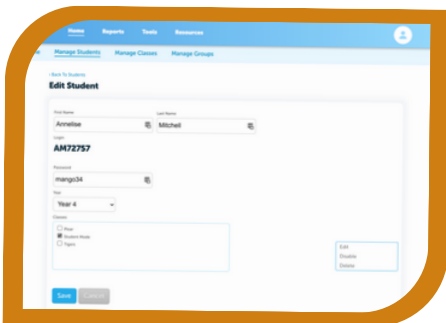 Home Reports Tools Resources
Manage Students Manage Classes Manage Groups
‹ Back To Students
Edit Student
First Name Last Name
Annelise Mitchell
Login
AM72757
Password
mango34
Year
Year 4
Classes
Student Mode
Tigers
Edit
Disable
Delete
Save Cancel